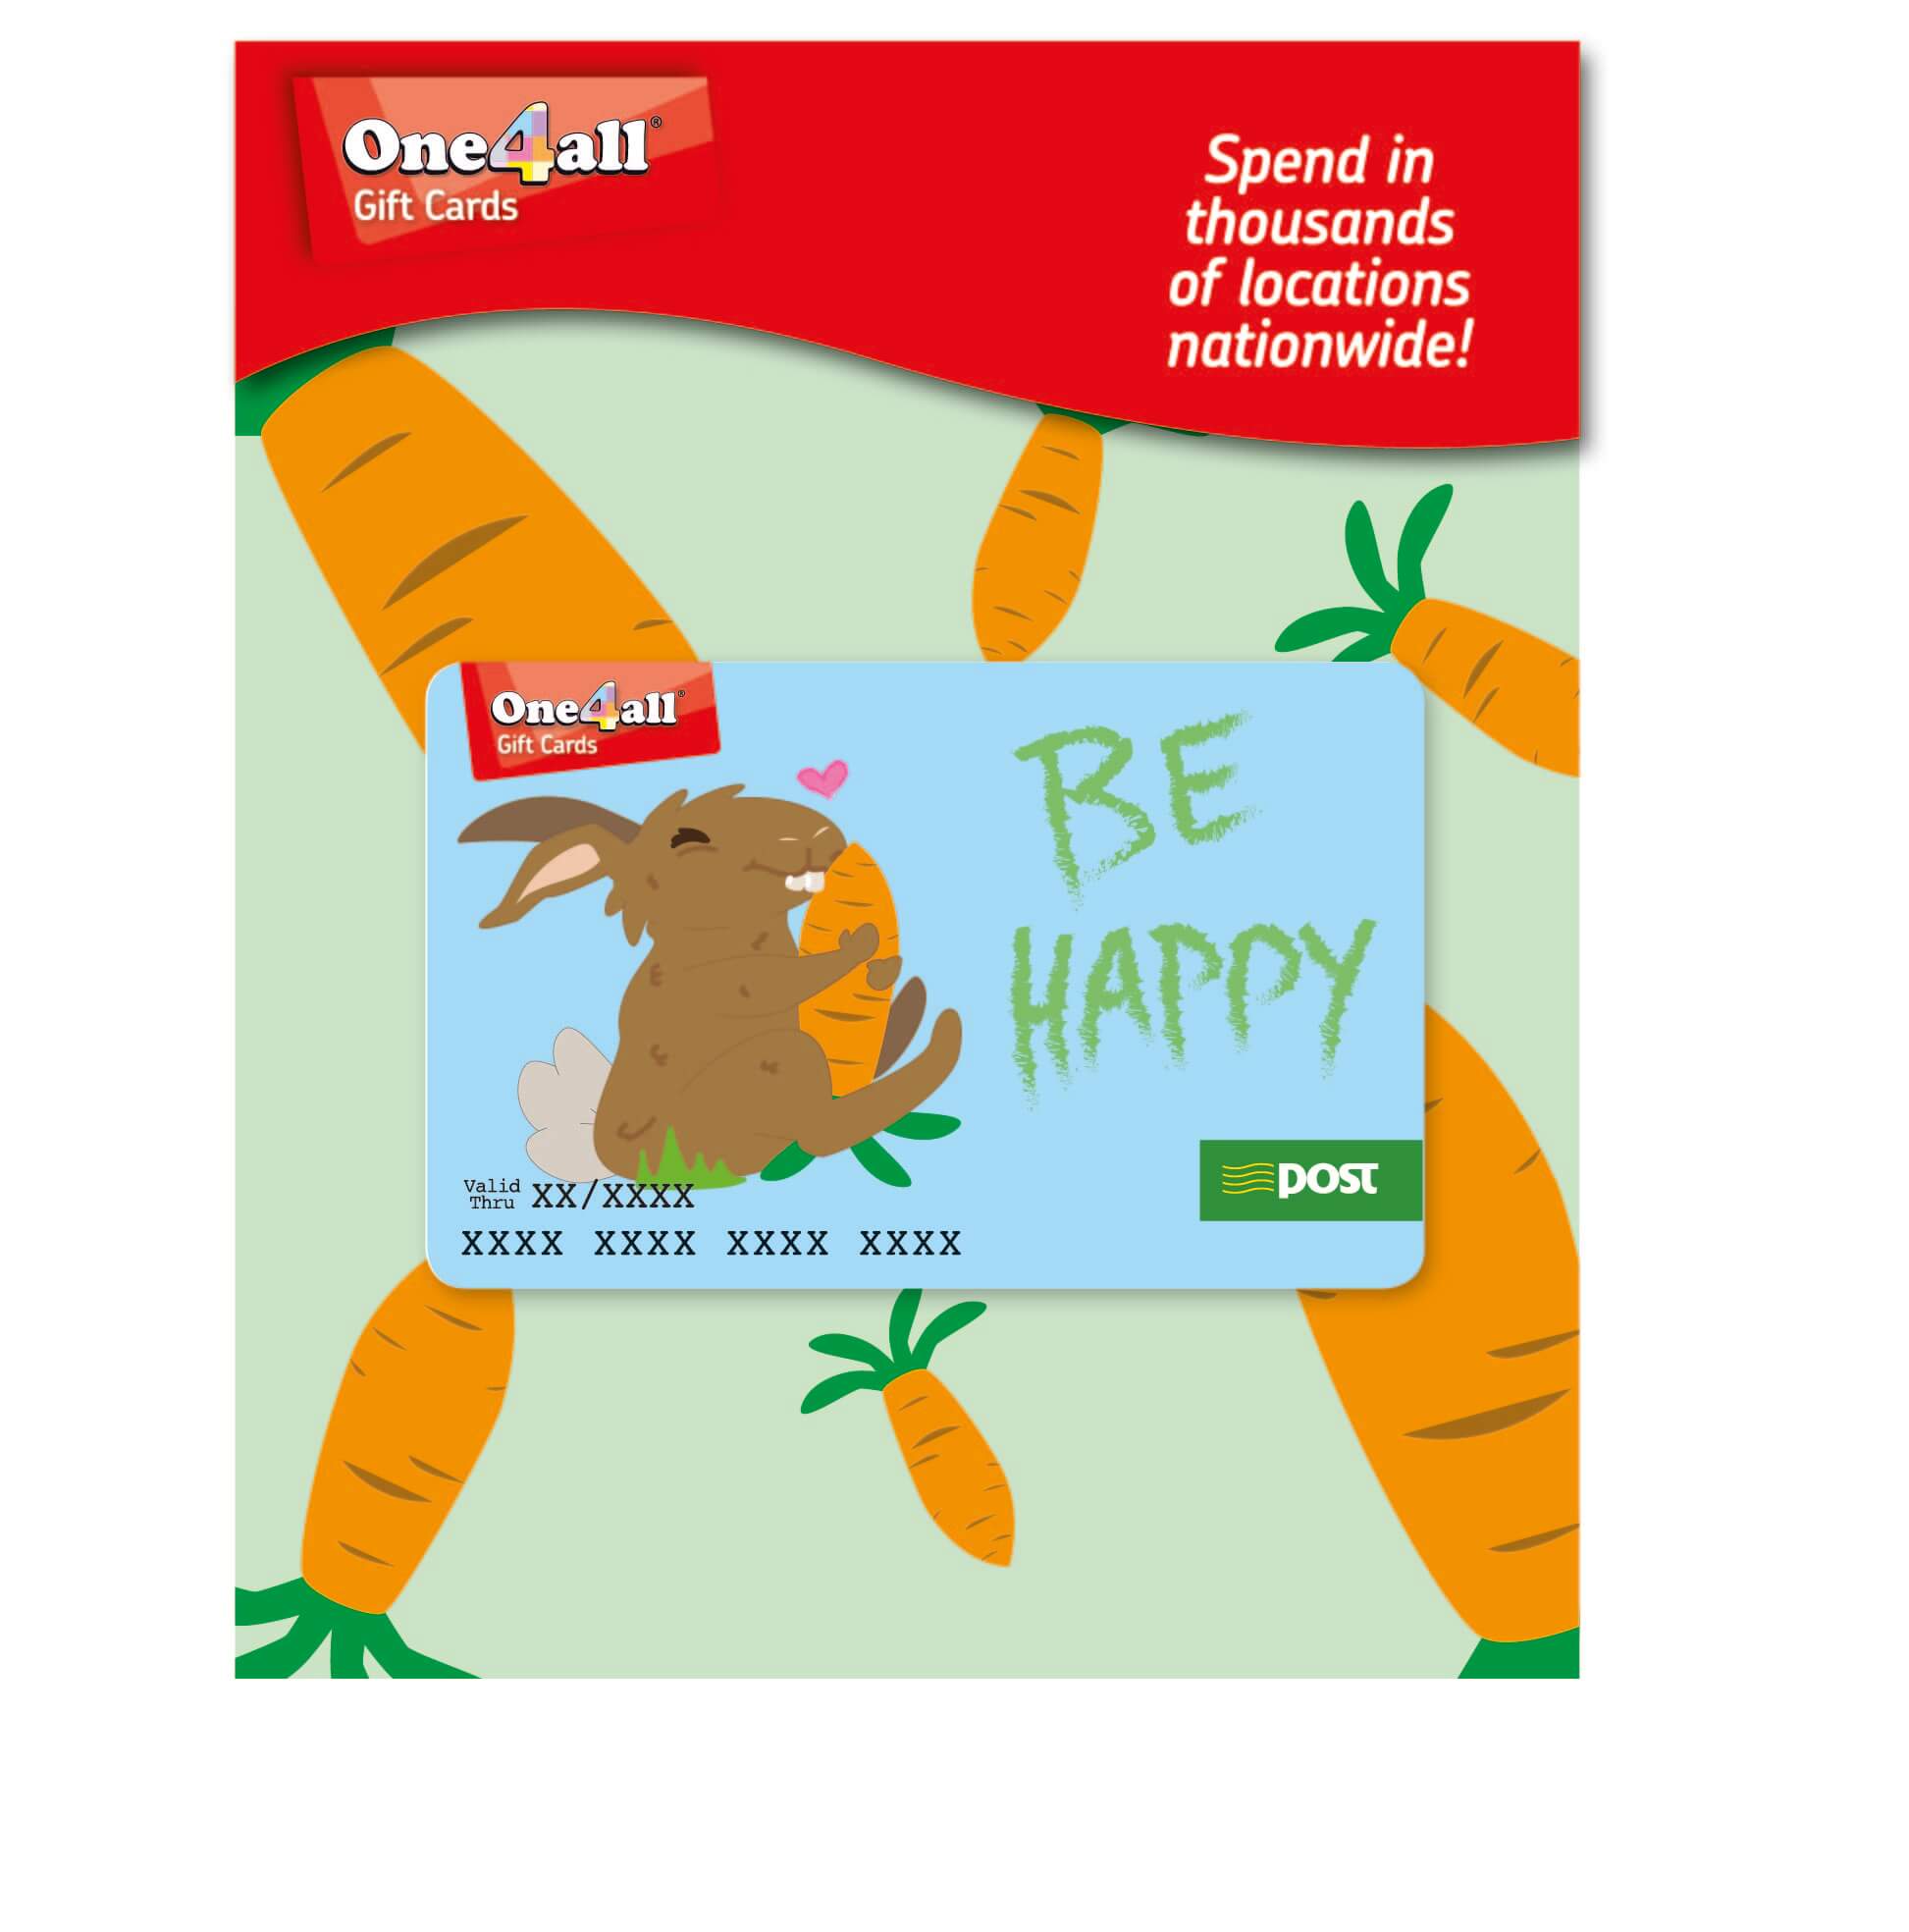 One4all®
Gift Cards
Spend in
thousands
of locations
nationwide!
One4all®
Gift Cards
BE
HAPPY
Valid
Thru XX/XXXX
XXXX XXXX XXXX XXXX
post